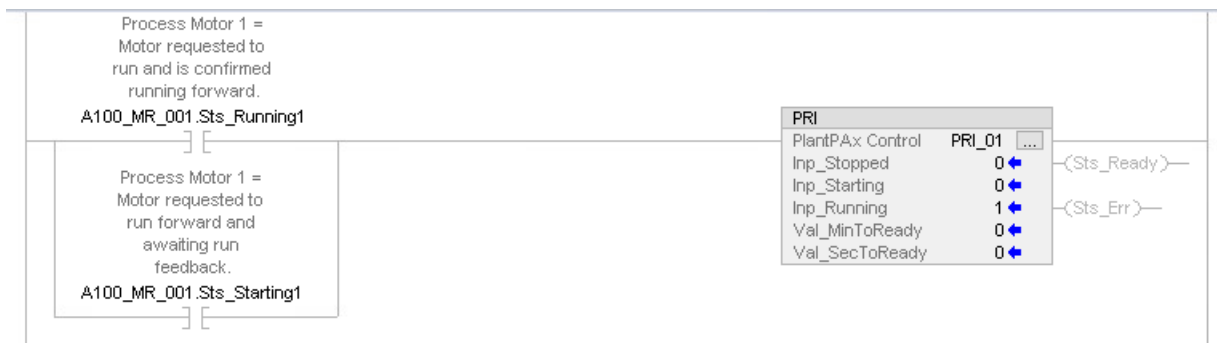 Process Motor 1 =
Motor requested to
run and is confirmed
running forward.
A100_MR_001.Sts_Running1
Process Motor 1 =
Motor requested to
run forward and
awaiting run
feedback.
A100_MR_001.Sts_Starting1
PRI
PlantPAx Control PRI_01 ...
Inp_Stopped 0
Inp_Starting 0
Inp_Running 1
Val_MinToReady 0
Val_SecToReady 0
Sts_Ready
Sts_Err